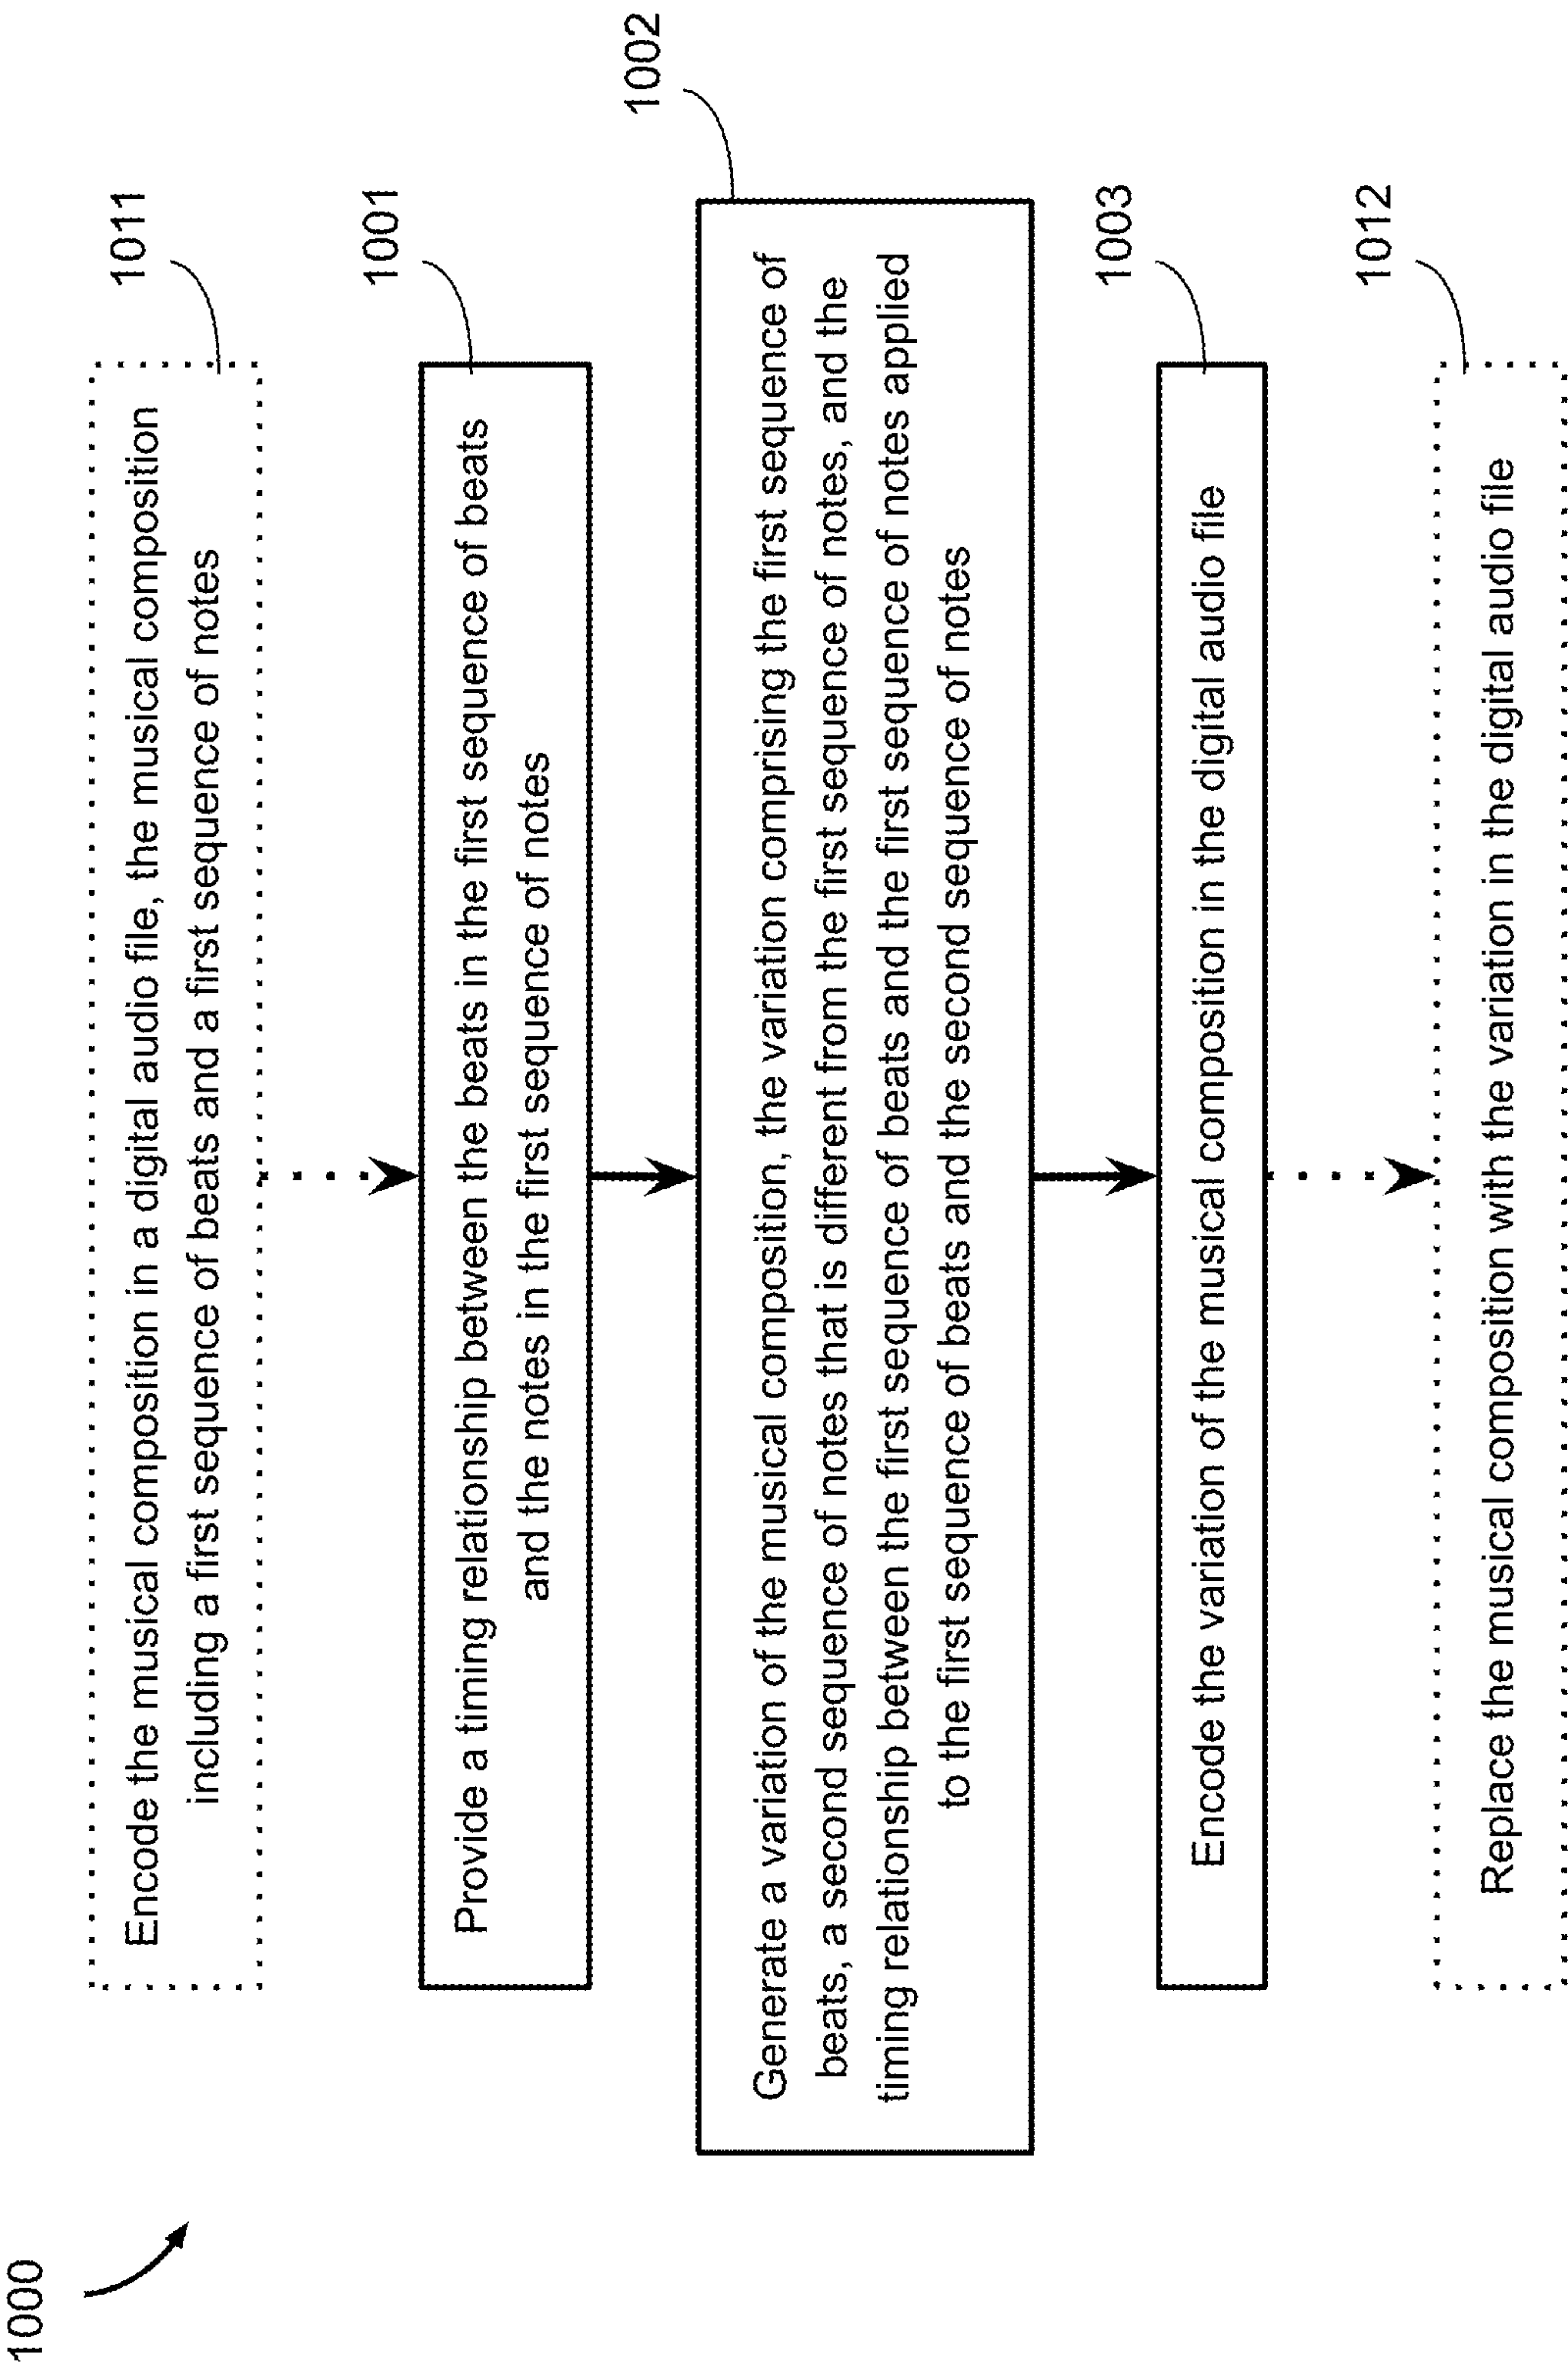 1000
1011
Encode the musical composition in a digital audio file, the musical composition
including a first sequence of beats and a first sequence of notes
1001
Provide a timing relationship between the beats in the first sequence of beats
and the notes in the first sequence of notes
1002
Generate a variation of the musical composition, the variation comprising the first sequence of
beats, a second sequence of notes that is different from the first sequence of notes, and the
timing relationship between the first sequence of beats and the first sequence of notes applied
to the first sequence of beats and the second sequence of notes
1003
Encode the variation of the musical composition in the digital audio file
1012
Replace the musical composition with the variation in the digital audio file